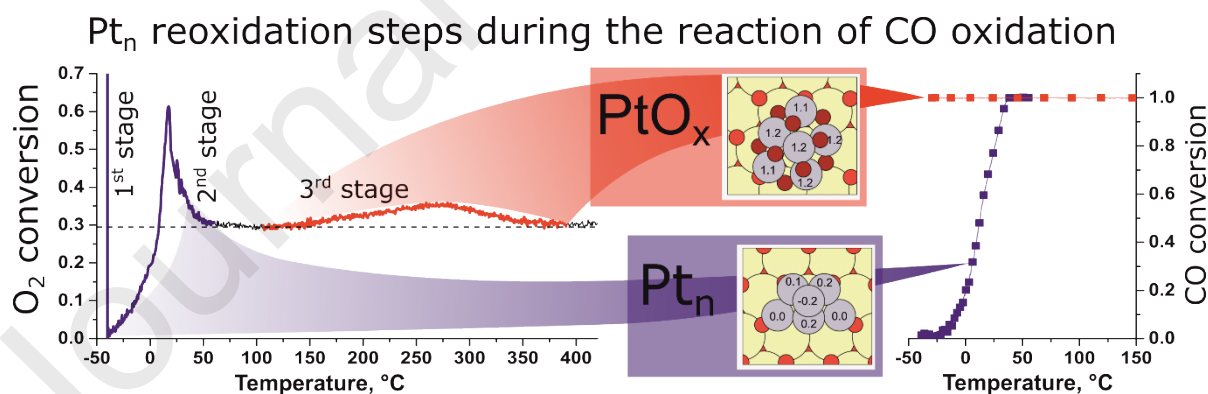 Ptn reoxidation steps during the reaction of CO oxidation
O2 conversion
0.7
0.6
0.5
0.4
0.3
0.2
0.1
0.0
1st stage
2nd stage
3rd stage
-50 0 50 100 150 200 250 300 350 400
Temperature, °C
PtOx
1.1
1.2
1.2
1.2
1.1
1.2
Ptn
0.1 0.2
-0.2
0.0 0.2 0.0
1.0
0.8
0.6
0.4
0.2
0.0
CO conversion
-50 0 50 100 150
Temperature, °C
Journal